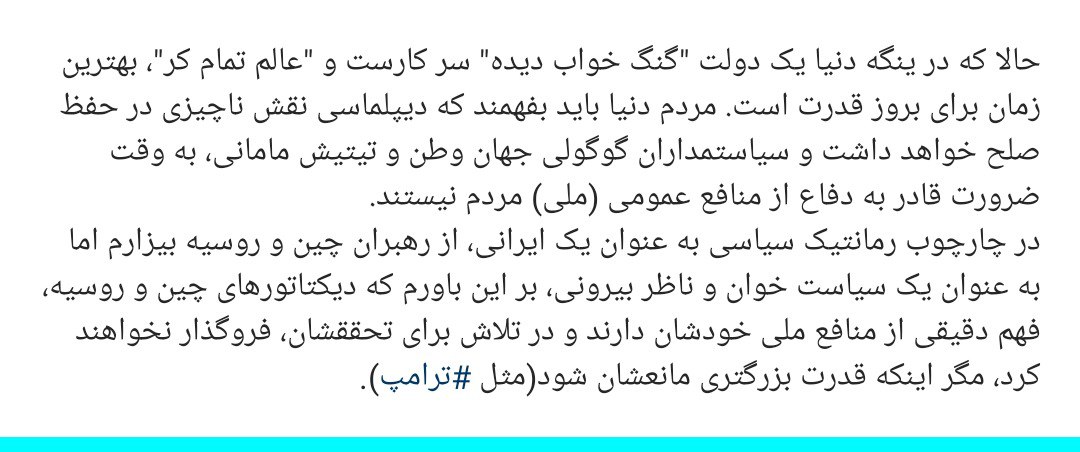 حالا که در ینگه دنیا یک دولت "گنگ خواب دیده" سر کارست و "عالم تمام کر"، بهترین
زمان برای بروز قدرت است. مردم دنیا باید بفهمند که دیپلماسی نقش ناچیزی در حفظ
صلح خواهد داشت و سیاستمداران گوگولی جهان وطن و تیتیش مامانی، به وقت
ضرورت قادر به دفاع از منافع عمومی (ملی) مردم نیستند.
در چارچوب رمانتیک سیاسی به عنوان یک ایرانی، از رهبران چین و روسیه بیزارم اما
به عنوان یک سیاست خوان و ناظر بیرونی، بر این باورم که دیکتاتورهای چین و روسیه،
فهم دقیقی از منافع ملی خودشان دارند و در تلاش برای تحققشان، فروگذار نخواهند
کرد، مگر اینکه قدرت بزرگتری مانعشان شود(مثل #ترامپ).